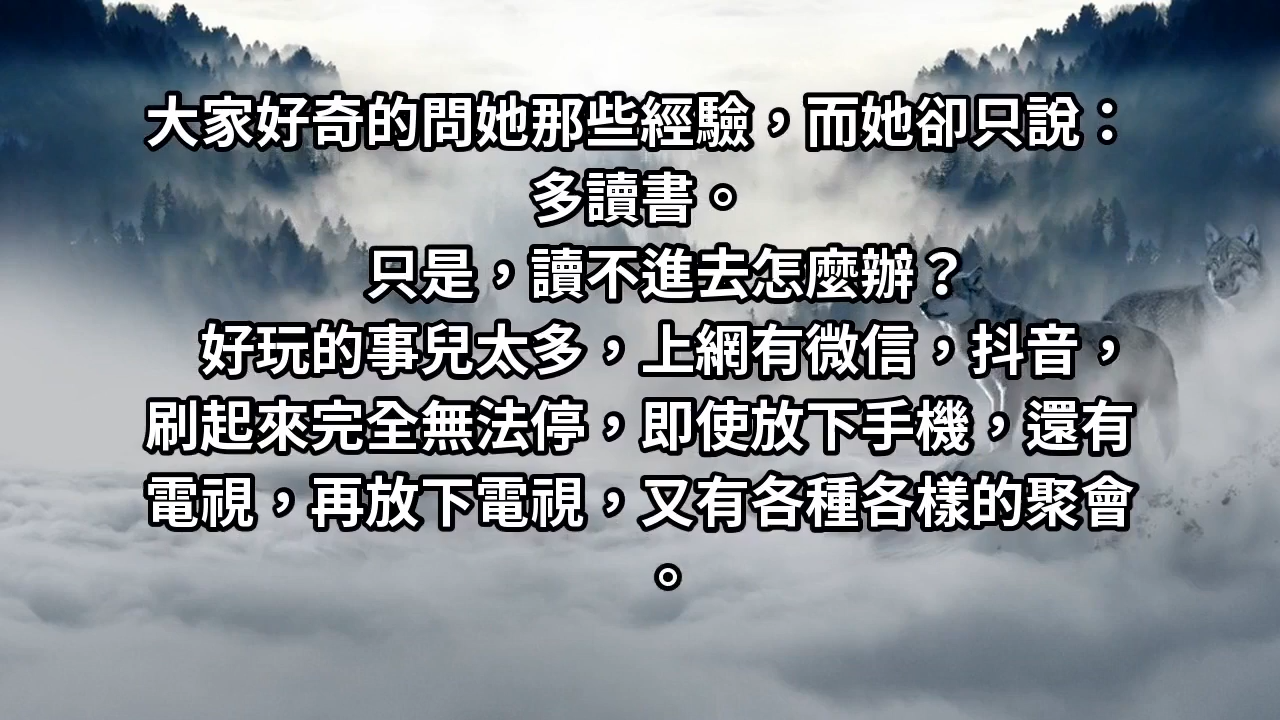 大家好奇的問她那些經驗，而她卻只說：
多讀書。
只是，讀不進去怎麼辦？
好玩的事兒太多，上網有微信，抖音，
刷起來完全無法停，即使放下手機，還有
電視，再放下電視，又有各種各樣的聚會
。